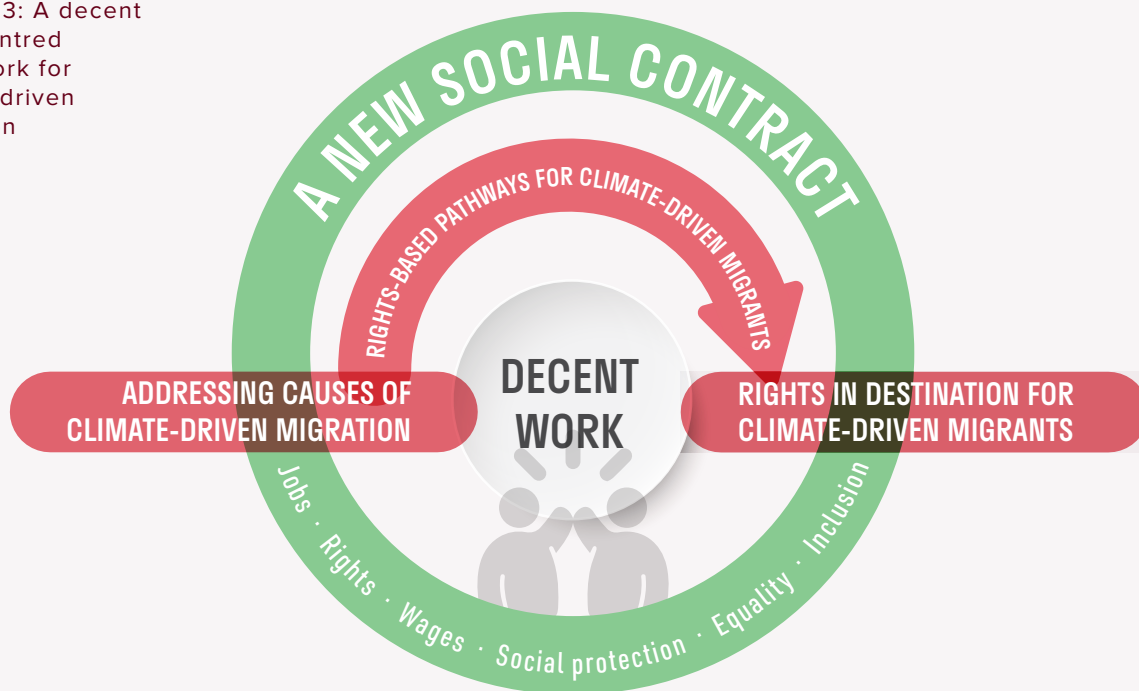 3: A decent
ntred
ork for
driven
n
A NEW SOCIAL CONTRACT
RIGHTS-BASED PATHWAYS FOR CLIMATE-DRIVEN MIGRANTS
DECENT
WORK
ADDRESSING CAUSES OF
CLIMATE-DRIVEN MIGRATION
RIGHTS IN DESTINATION FOR
CLIMATE-DRIVEN MIGRANTS
Jobs · Rights · Wages · Social protection · Equality · Inclusion